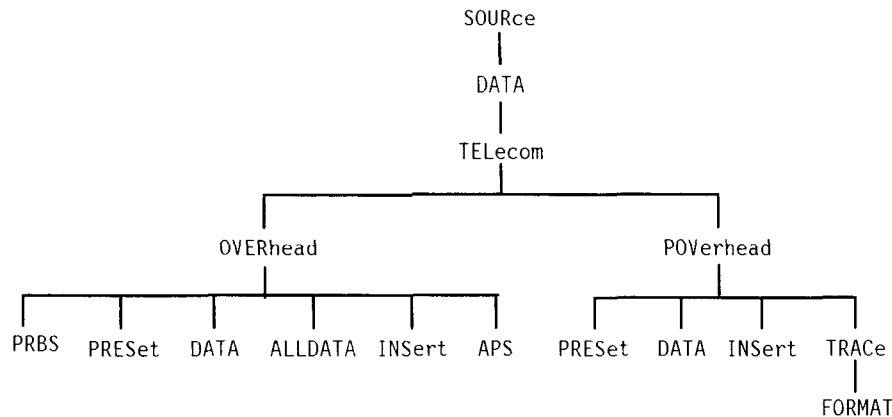 SOURce
DATA
TELecom
OVERhead POVerhead
PRBS PRESet DATA ALLDATA INSert APS PRESet DATA INSert TRACe
FORMAT